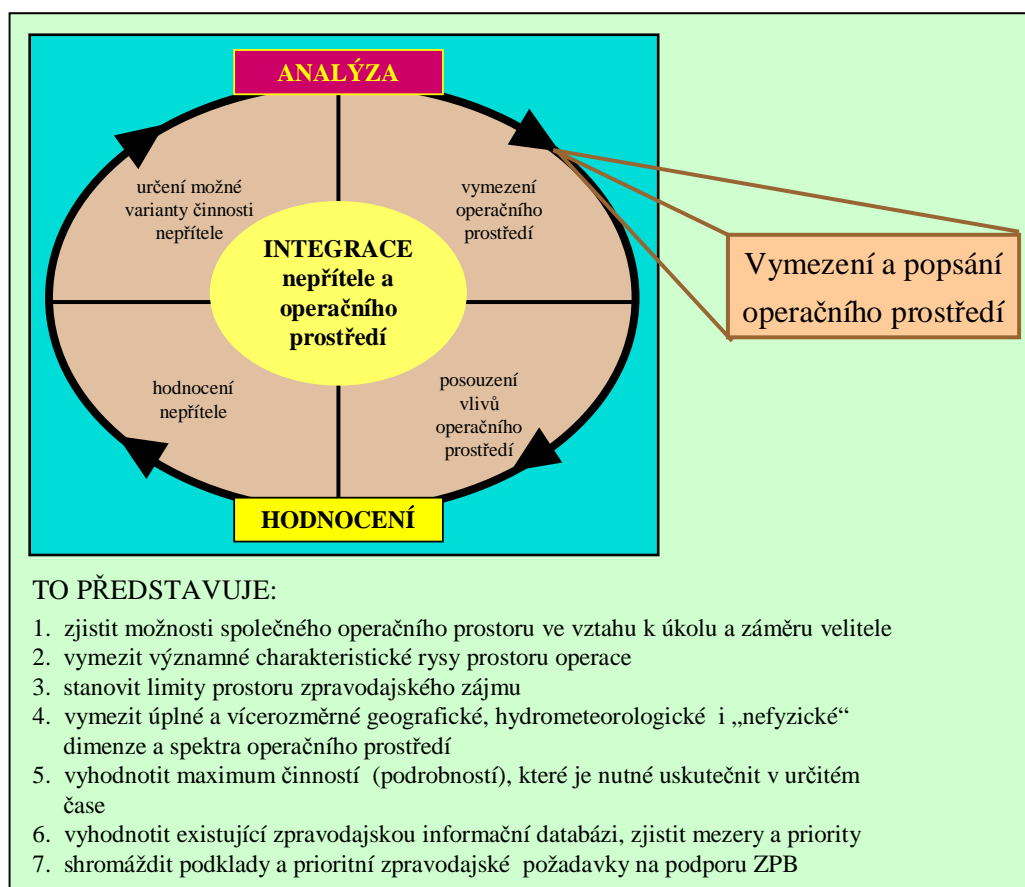 ANALÝZA
určení možné
varianty činnosti
nepřítele
vymezení
operačního
prostředí
INTEGRACE
nepřítele a
operačního
prostředí
Vymezení a popsání
operačního prostředí
hodnocení
nepřítele
posouzení
vlivů
operačního
prostředí
HODNOCENÍ
TO PŘEDSTAVUJE:
1. zjistit možnosti společného operačního prostoru ve vztahu k úkolu a záměru velitele
2. vymezit významné charakteristické rysy prostoru operace
3. stanovit limity prostoru zpravodajského zájmu
4. vymezit úplné a vícerozměrné geografické, hydrometeorologické i „nefyzické“
dimenze a spektra operačního prostředí
5. vyhodnotit maximum činností (podrobností), které je nutné uskutečnit v určitém
čase
6. vyhodnotit existující zpravodajskou informační databázi, zjistit mezery a priority
7. shromáždit podklady a prioritní zpravodajské požadavky na podporu ZPB